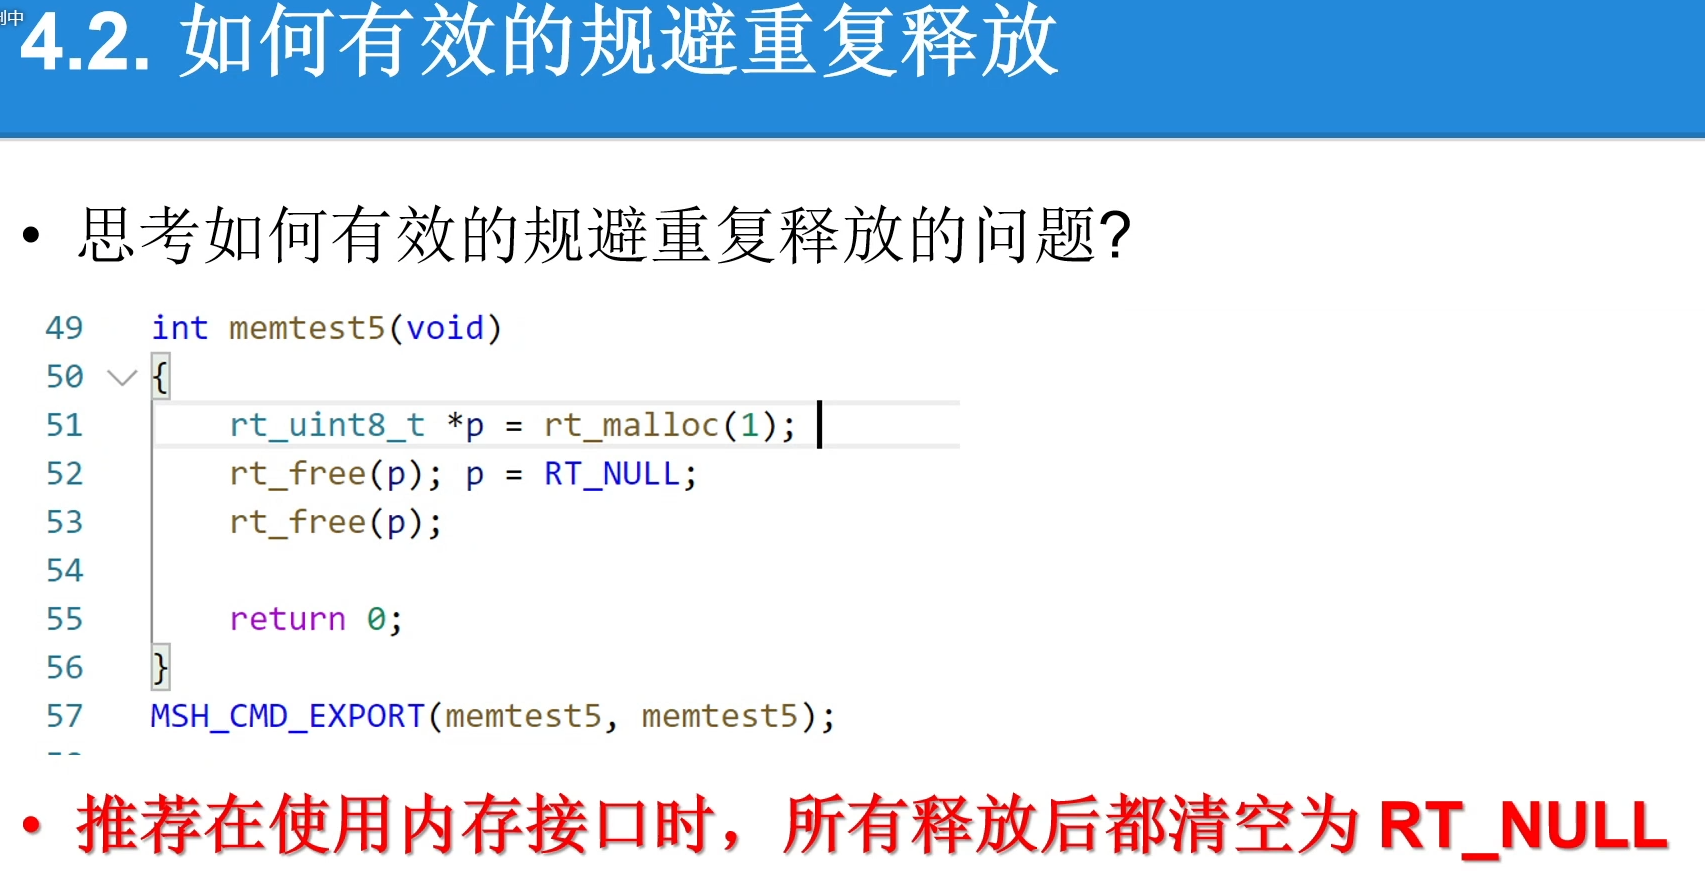 中
4.2. 如何有效的规避重复释放
• 思考如何有效的规避重复释放的问题?
49 int memtest5(void)
50 {
51 rt_uint8_t *p = rt_malloc(1);
52 rt_free(p); p = RT_NULL;
53 rt_free(p);
54
55 return 0;
56 }
57 MSH_CMD_EXPORT(memtest5, memtest5);
• 推荐在使用内存接口时，所有释放后都清空为 RT_NULL